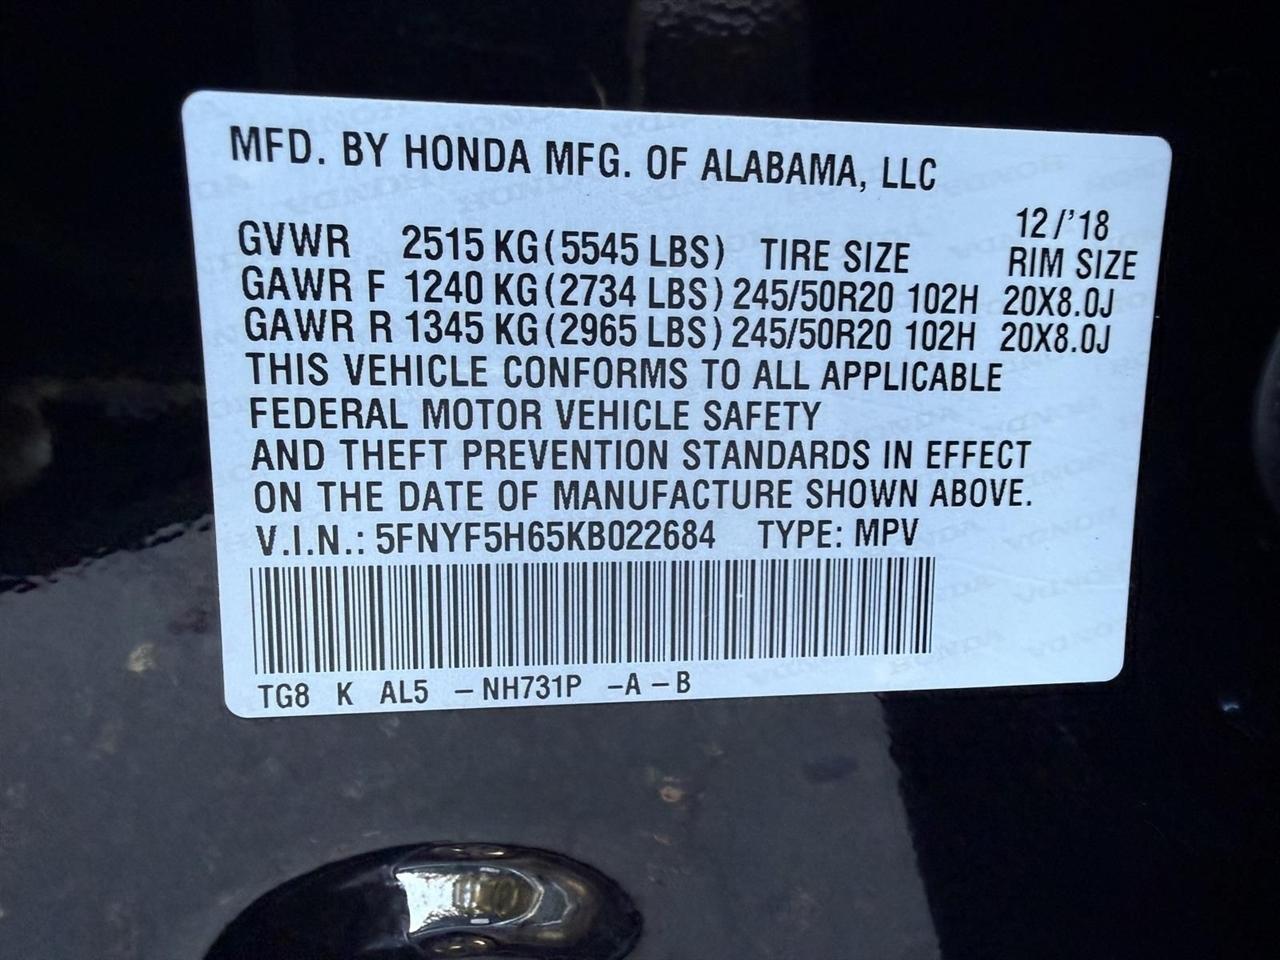 MFD. BY HONDA MFG. OF ALABAMA, LLC
12/'18
GVWR 2515 KG (5545 LBS) TIRE SIZE RIM SIZE
GAWR F 1240 KG (2734 LBS) 245/50R20 102H 20X8.0J
GAWR R 1345 KG (2965 LBS) 245/50R20 102H 20X8.0J
THIS VEHICLE CONFORMS TO ALL APPLICABLE
FEDERAL MOTOR VEHICLE SAFETY
AND THEFT PREVENTION STANDARDS IN EFFECT
ON THE DATE OF MANUFACTURE SHOWN ABOVE.
V.I.N.: 5FNYF5H65KB022684 TYPE: MPV
TG8 K AL5 -NH731P -A-B